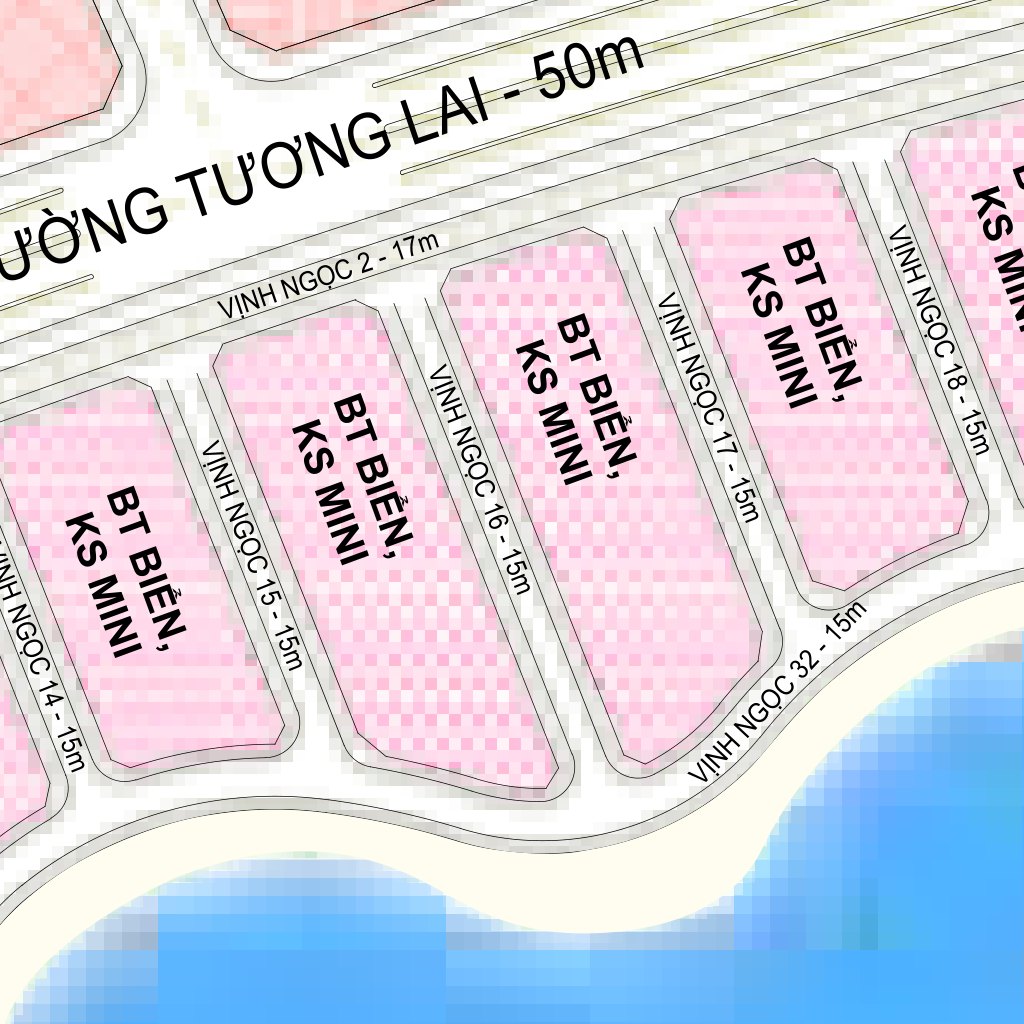 ƯỜNG TƯƠNG LAI - 50m
VỊNH NGỌC 2 - 17m
VỊNH NGỌC 14 - 15m
BT BIỂN,
KS MINI
VỊNH NGỌC 15 - 15m
BT BIỂN,
KS MINI
VỊNH NGỌC 16 - 15m
BT BIỂN,
KS MINI
VỊNH NGỌC 17 - 15m
BT BIỂN,
KS MINI
VỊNH NGỌC 18 - 15m
KS MINI
VỊNH NGỌC 32 - 15m